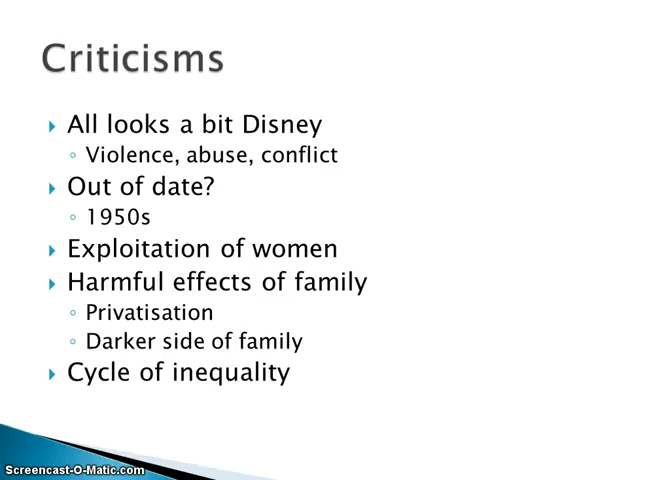 Criticisms
All looks a bit Disney
Violence, abuse, conflict
Out of date?
1950s
Exploitation of women
Harmful effects of family
Privatisation
Darker side of family
Cycle of inequality
Screencast-O-Matic.com